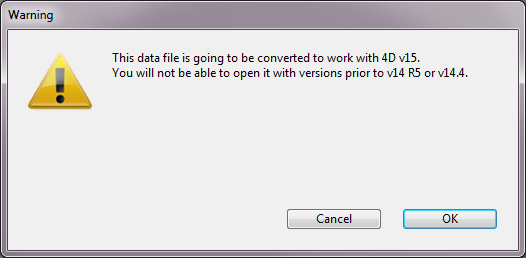 Warning
This data file is going to be converted to work with 4D v15.
You will not be able to open it with versions prior to v14 R5 or v14.4.
Cancel
OK